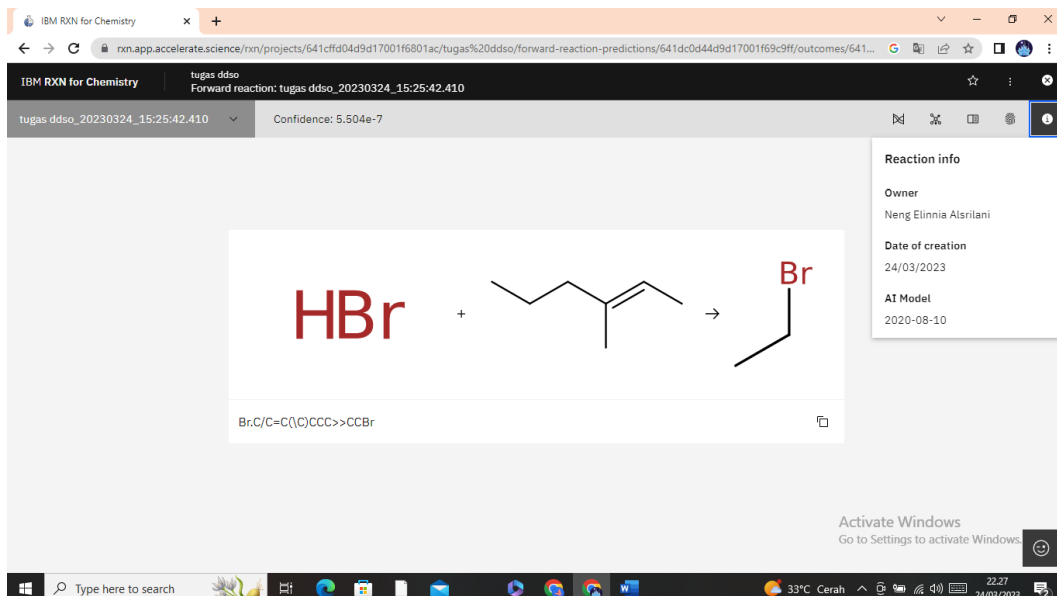 IBM RXN for Chemistry
rxn.app.accelerate.science/rxn/projects/641cffd04d9d17001f6801ac/tugas%20ddso/forward-reaction-predictions/641dc0d44d9d17001f69c9ff/outcomes/641...
IBM RXN for Chemistry
tugas ddso
Forward reaction: tugas ddso_20230324_15:25:42.410
tugas ddso_20230324_15:25:42.410
Confidence: 5.504e-7
Reaction info
Owner
Neng Elinnia Alsrilani
Date of creation
24/03/2023
AI Model
2020-08-10
HBr
+
→
Br
Br.C/C=C(\C)CCC>>CCBr
Activate Windows
Go to Settings to activate Windows.
Type here to search
33°C Cerah
22.27
24/03/2023